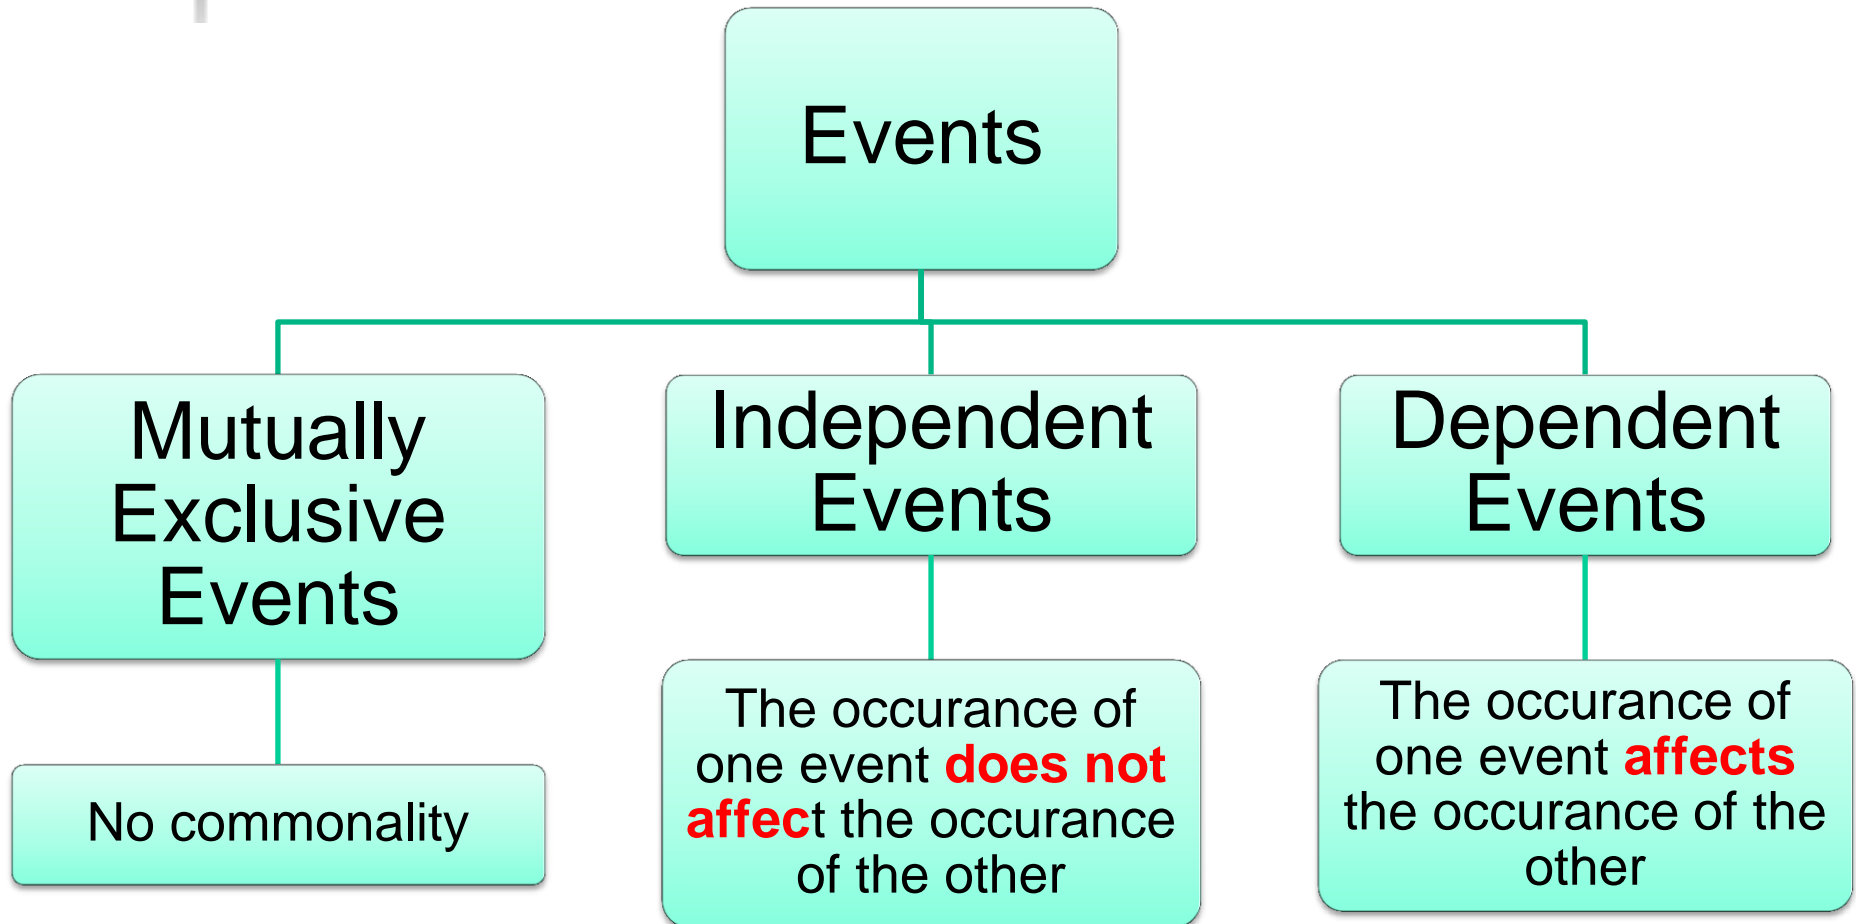 Events
Mutually
Exclusive
Events
Independent
Events
Dependent
Events
No commonality
The occurance of
one event does not
affect the occurance
of the other
The occurance of
one event affects
the occurance of the
other